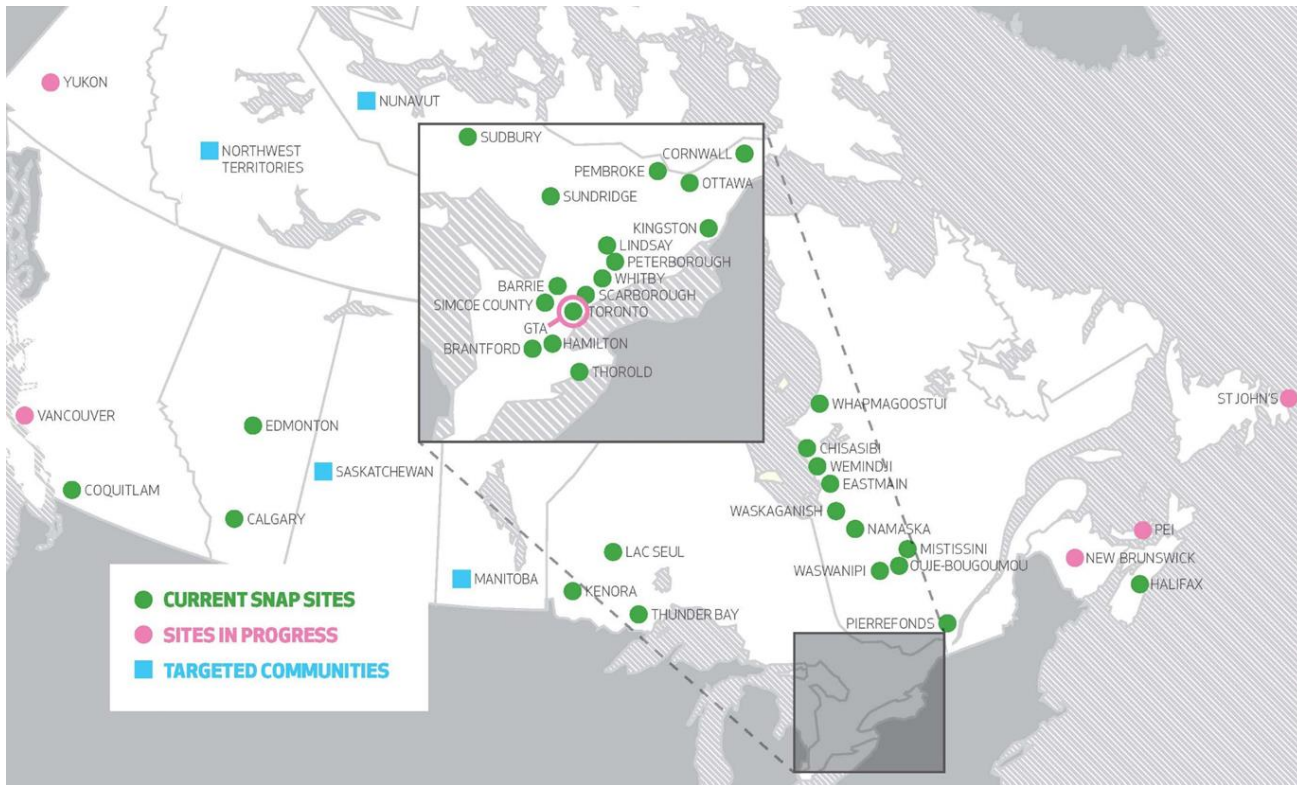 YUKON
NUNAVUT
NORTHWEST
TERRITORIES
SUDBURY
CORNWALL
PEMBROKE
OTTAWA
SUNDRIDGE
KINGSTON
LINDSAY
PETERBOROUGH
WHITBY
BARRIE
SCARBOROUGH
SIMCOE COUNTY
TORONTO
GTA
HAMILTON
BRANTFORD
THOROLD
VANCOUVER
EDMONTON
SASKATCHEWAN
COQUITLAM
CALGARY
WHAPMAGOOSTUI
ST JOHN'S
CHISASIBI
WEMINDJI
EASTMAIN
WASKAGANISH
NAMASKA
PEI
MISTISSINI
NEW BRUNSWICK
OUJE-BOUGOUMOU
WASWANIPI
HALIFAX
LAC SEUL
MANITOBA
KENORA
THUNDER BAY
PIERREFONDS
CURRENT SNAP SITES
SITES IN PROGRESS
TARGETED COMMUNITIES